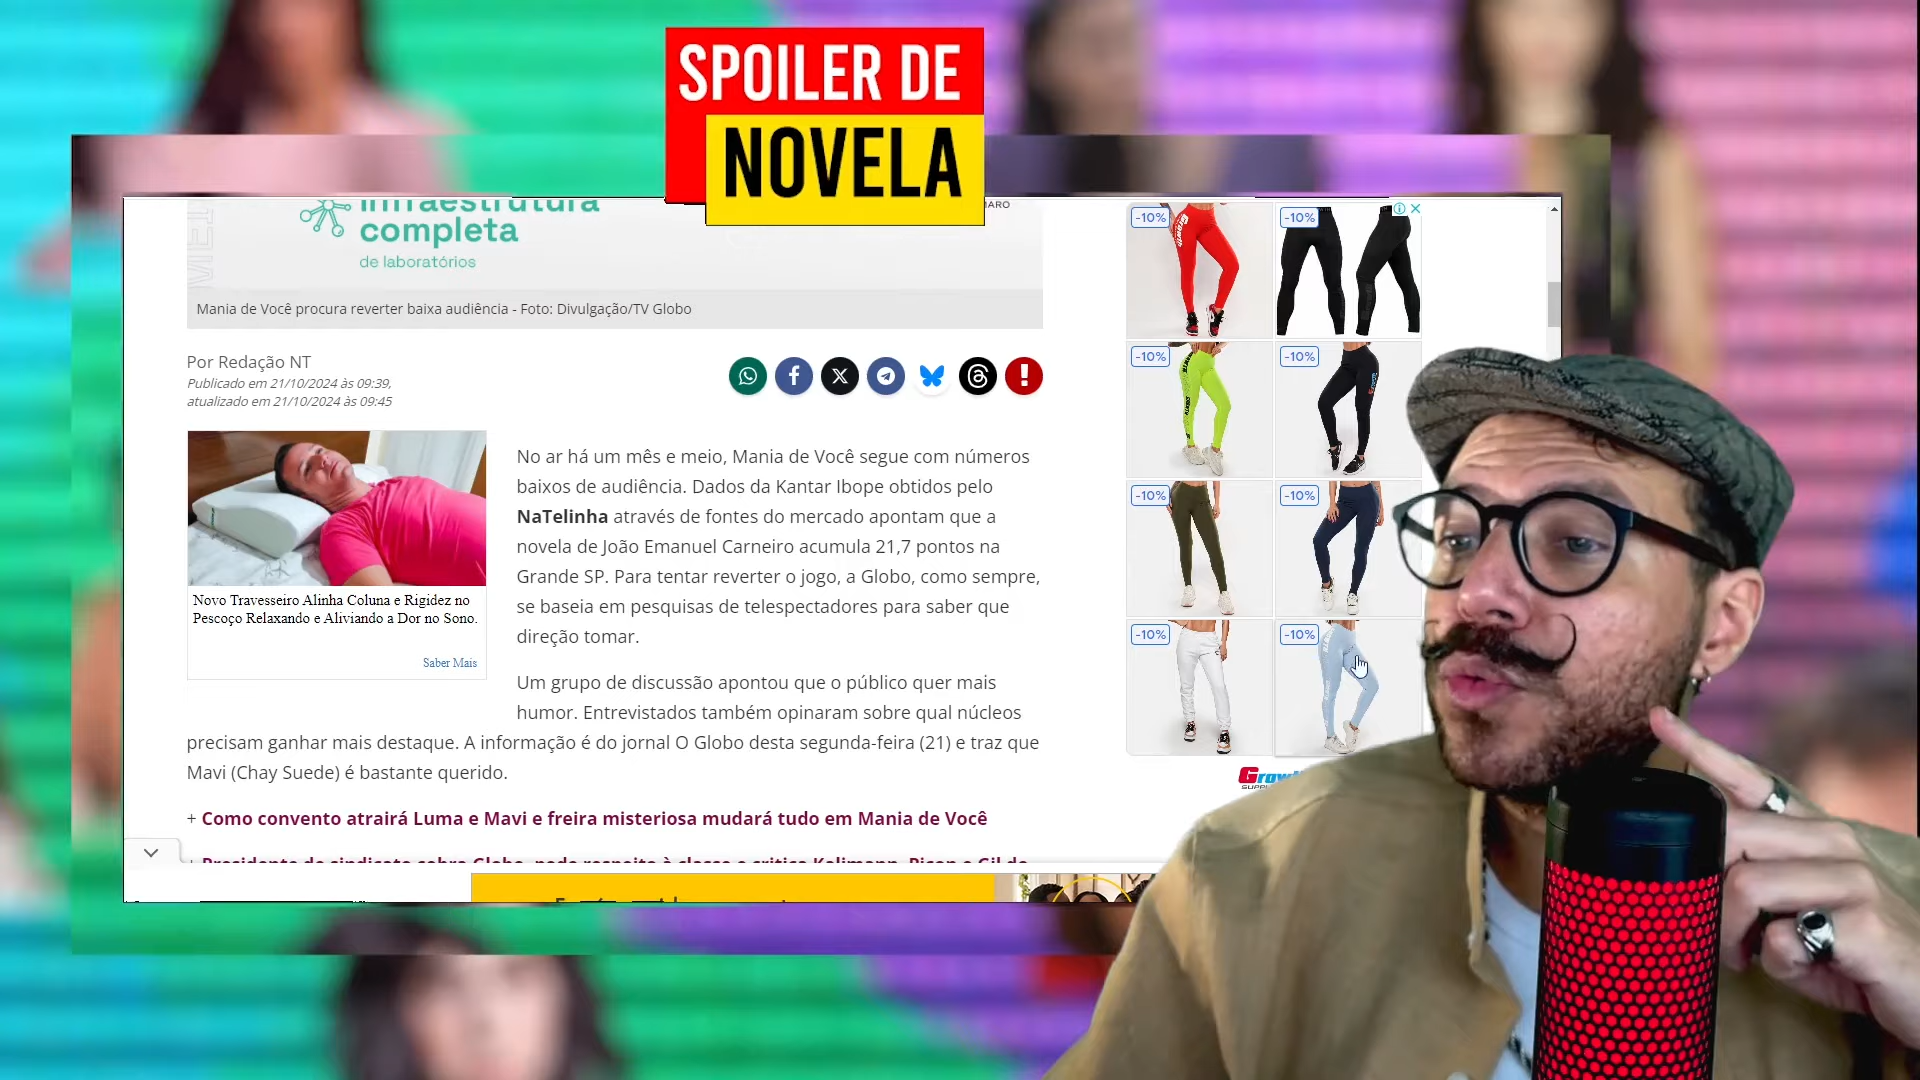 SPOILER DE
NOVELA
infraestrutura
completa
de laboratórios
Mania de Você procura reverter baixa audiência - Foto: Divulgação/TV Globo
Por Redação NT
Publicado em 21/10/2024 às 09:39,
atualizado em 21/10/2024 às 09:45
No ar há um mês e meio, Mania de Você segue com números
baixos de audiência. Dados da Kantar Ibope obtidos pelo
NaTelinha através de fontes do mercado apontam que a
novela de João Emanuel Carneiro acumula 21,7 pontos na
Grande SP. Para tentar reverter o jogo, a Globo, como sempre,
se baseia em pesquisas de telespectadores para saber que
direção tomar.
Um grupo de discussão apontou que o público quer mais
humor. Entrevistados também opinaram sobre qual núcleos
precisam ganhar mais destaque. A informação é do jornal O Globo desta segunda-feira (21) e traz que
Mavi (Chay Suede) é bastante querido.
+ Como convento atrairá Luma e Mavi e freira misteriosa mudará tudo em Mania de Você
Novo Travesseiro Alinha Coluna e Rigidez no
Pescoço Relaxando e Aliviando a Dor no Sono.
Saber Mais
-10%
-10%
-10%
-10%
-10%
-10%
-10%
-10%